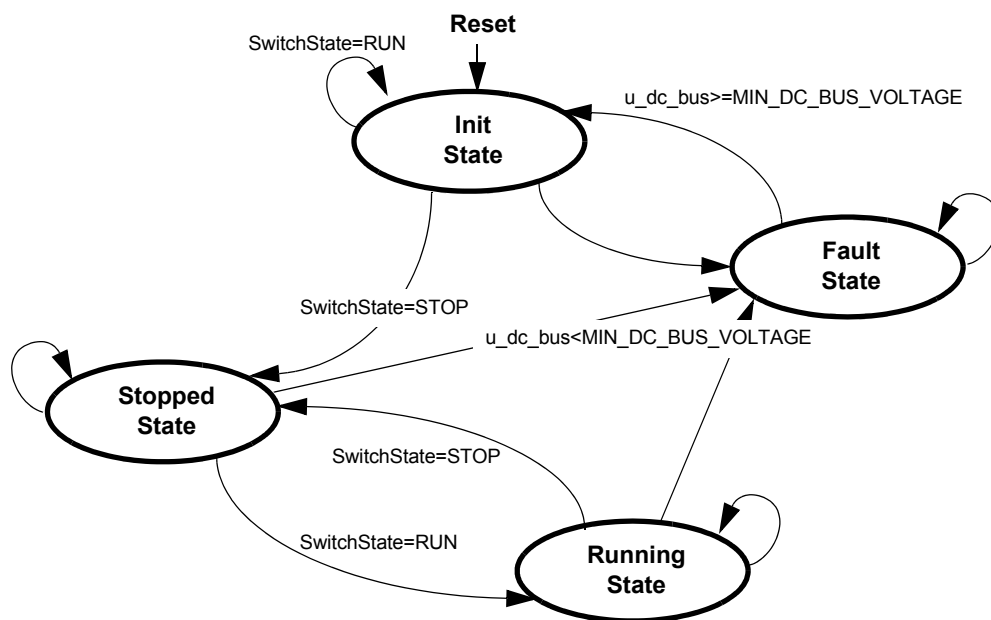 Reset
SwitchState=RUN
u_dc_bus>=MIN_DC_BUS_VOLTAGE
Init
State
Fault
State
SwitchState=STOP
u_dc_bus<MIN_DC_BUS_VOLTAGE
Stopped
State
SwitchState=STOP
SwitchState=RUN
Running
State